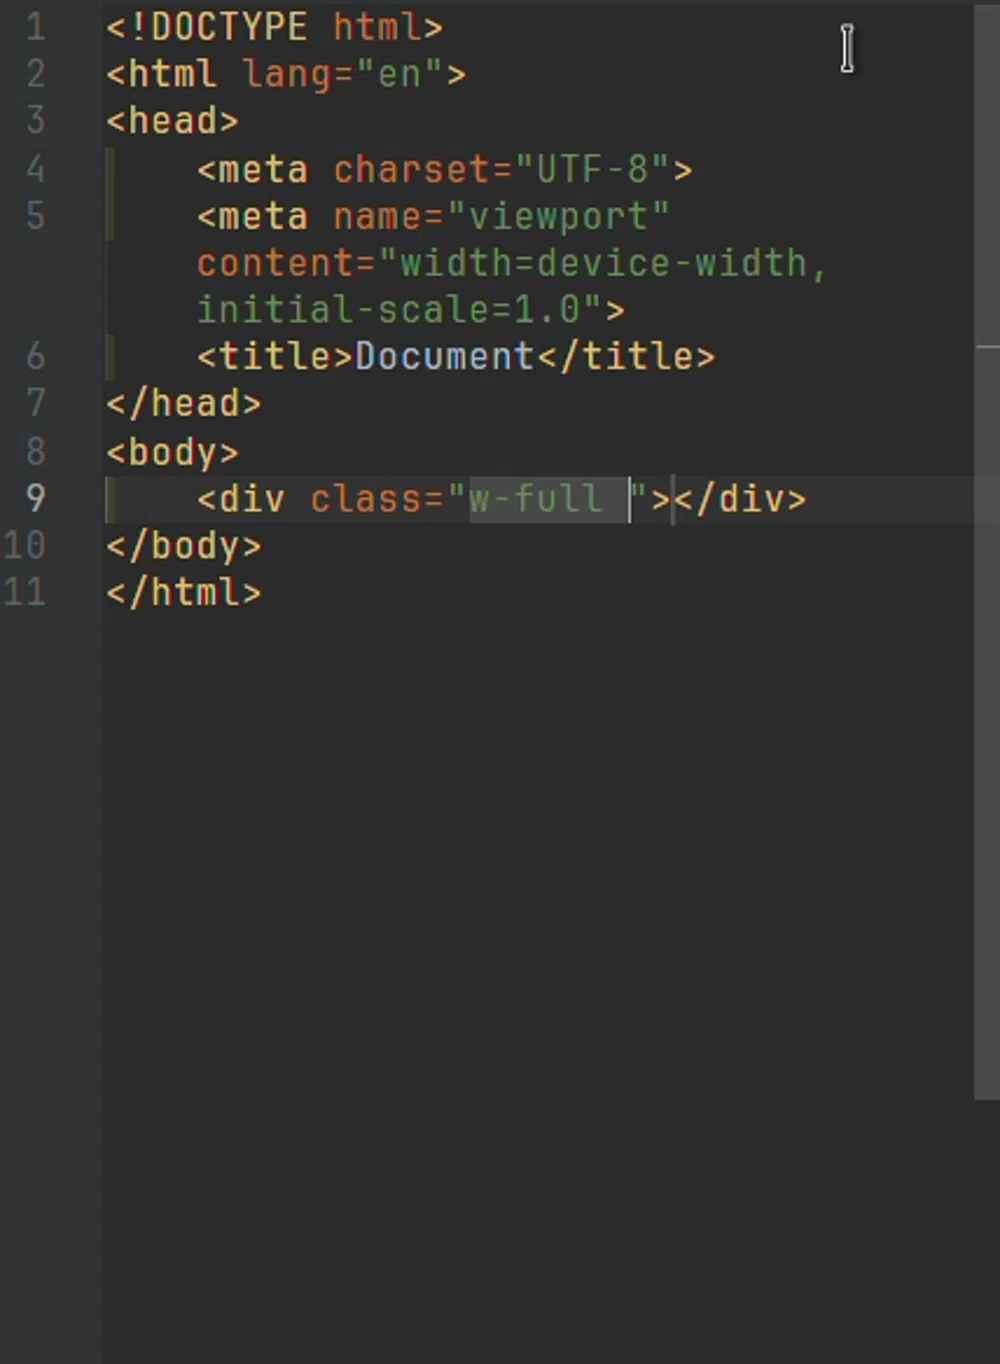 1 <!DOCTYPE html>
2 <html lang="en">
3 <head>
4     <meta charset="UTF-8">
5     <meta name="viewport"
    content="width=device-width,
    initial-scale=1.0">
6     <title>Document</title>
7 </head>
8 <body>
9     <div class="w-full "></div>
10 </body>
11 </html>